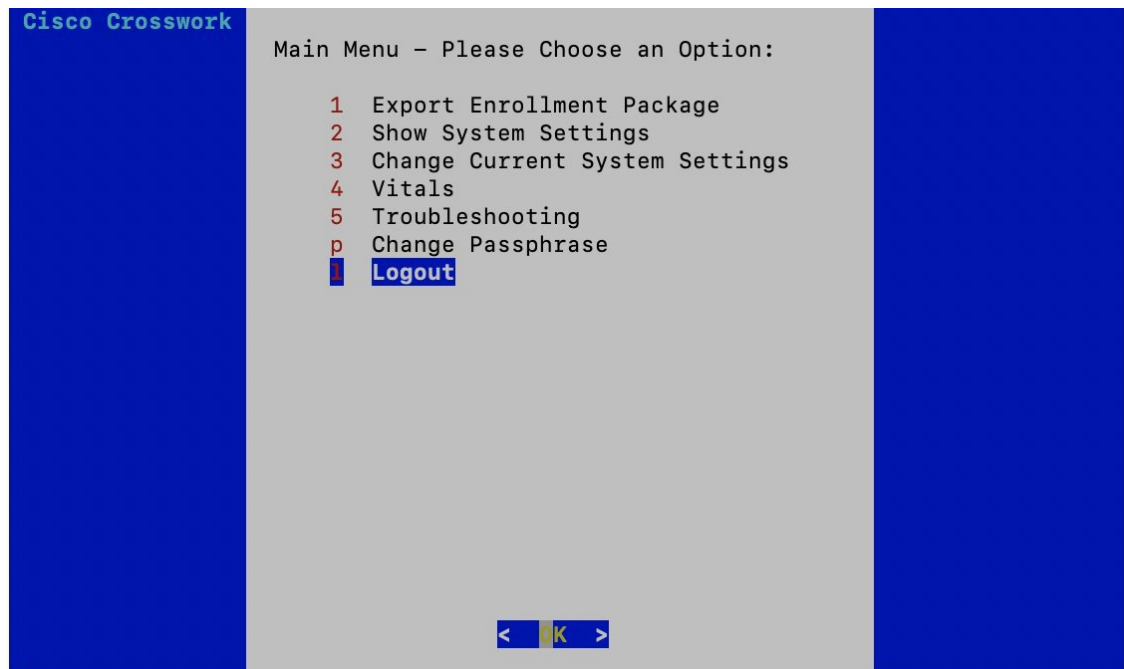 Cisco Crosswork
Main Menu – Please Choose an Option:
1 Export Enrollment Package
2 Show System Settings
3 Change Current System Settings
4 Vitals
5 Troubleshooting
p Change Passphrase
l Logout
< OK >